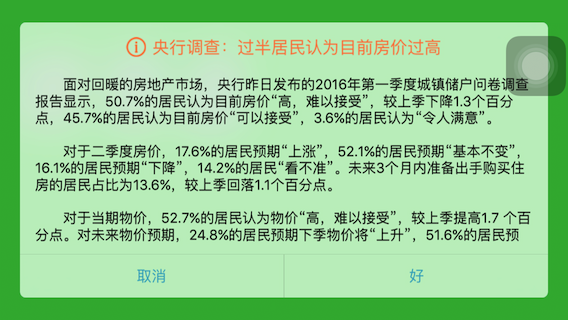 央行调查：过半居民认为目前房价过高
面对回暖的房地产市场，央行昨日发布的2016年第一季度城镇储户问卷调查
报告显示，50.7%的居民认为目前房价“高，难以接受”，较上季下降1.3个百分
点，45.7%的居民认为目前房价“可以接受”，3.6%的居民认为“令人满意”。
对于二季度房价，17.6%的居民预期“上涨”，52.1%的居民预期“基本不变”，
16.1%的居民预期“下降”，14.2%的居民“看不准”。未来3个月内准备出手购买住
房的居民占比为13.6%，较上季回落1.1个百分点。
对于当期物价，52.7%的居民认为物价“高，难以接受”，较上季提高1.7 个百
分点。对未来物价预期，24.8%的居民预期下季物价将“上升”，51.6%的居民预
取消
好